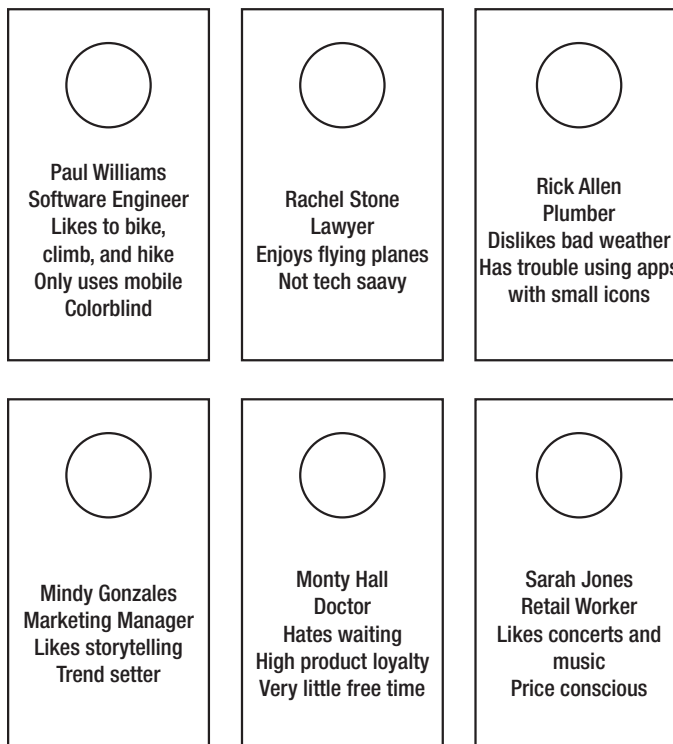 Paul Williams
Software Engineer
Likes to bike,
climb, and hike
Only uses mobile
Colorblind
Rachel Stone
Lawyer
Enjoys flying planes
Not tech saavy
Rick Allen
Plumber
Dislikes bad weather
Has trouble using apps
with small icons
Mindy Gonzales
Marketing Manager
Likes storytelling
Trend setter
Monty Hall
Doctor
Hates waiting
High product loyalty
Very little free time
Sarah Jones
Retail Worker
Likes concerts and
music
Price conscious